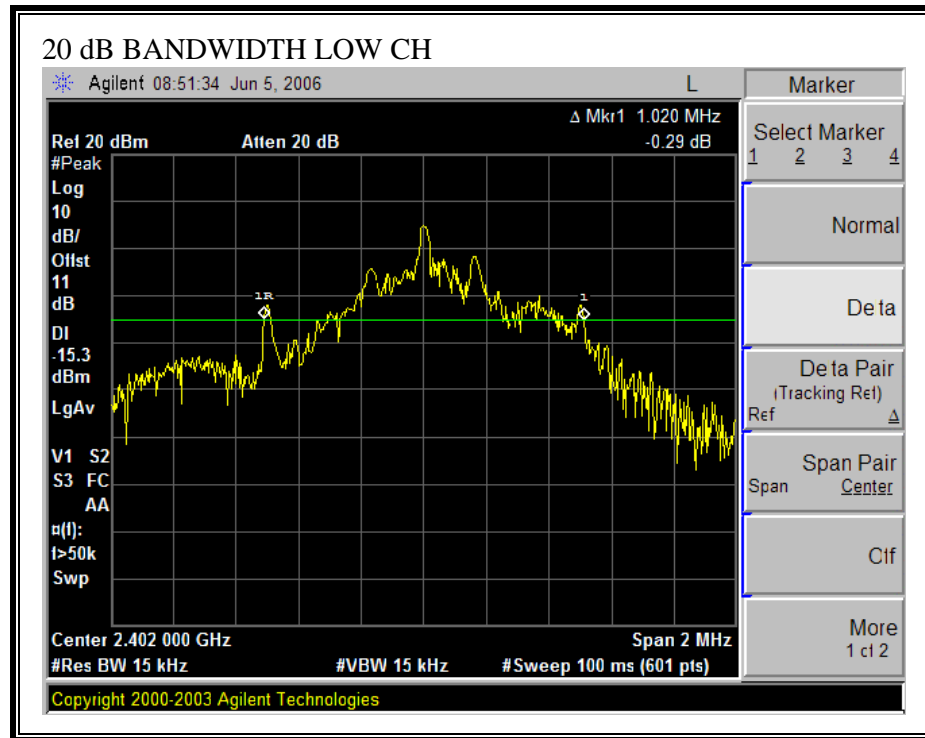 20 dB BANDWIDTH LOW CH
Agilent 08:51:34 Jun 5, 2006 L
Marker
Δ Mkr1 1.020 MHz
Ref 20 dBm Atten 20 dB -0.29 dB
#Peak
Log
10
dB/
Offst
11
dB
DI
-15.3
dBm
LgAv
V1 S2
S3 FC
AA
¤(f):
f>50k
Swp
1R
1
Center 2.402 000 GHz Span 2 MHz
#Res BW 15 kHz #VBW 15 kHz #Sweep 100 ms (601 pts)
Copyright 2000-2003 Agilent Technologies
Select Marker
1 2 3 4
Normal
De ta
De ta Pair
(Tracking Ref)
Ref Δ
Span Pair
Span Center
Off
More
1 of 2